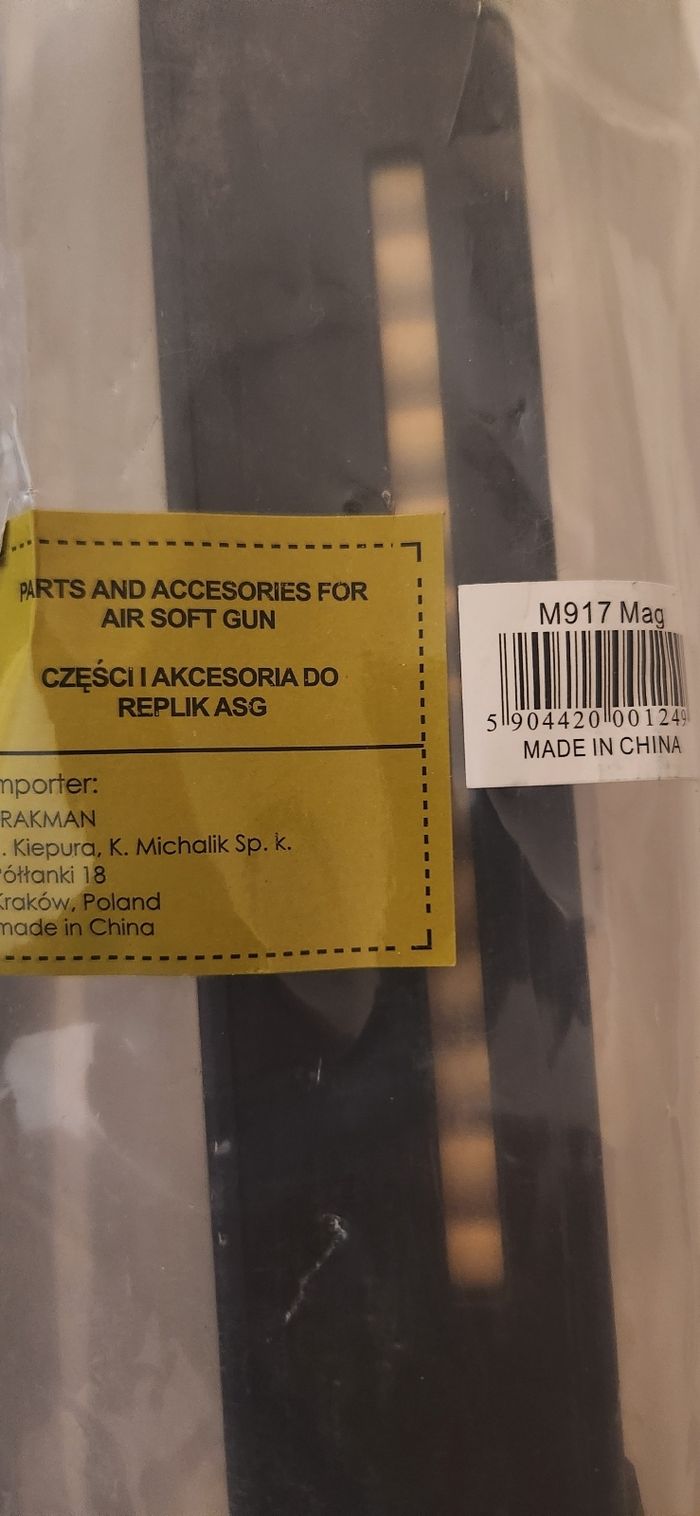 PARTS AND ACCESORIES FOR
AIR SOFT GUN
CZĘŚCI I AKCESORIA DO
REPLIK ASG
mporter:
RAKMAN
. Kiepura, K. Michalik Sp. k.
Półłanki 18
Kraków, Poland
made in China
M917 Mag
5 904420 001249
MADE IN CHINA